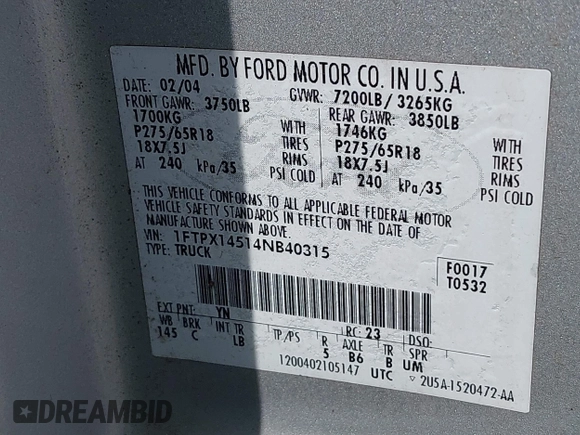 MFD. BY FORD MOTOR CO. IN U.S.A.
DATE: 02/04 GVWR: 7200LB/ 3265KG
FRONT GAWR: 3750LB REAR GAWR: 3850LB
1700KG WITH 1746KG WITH
P275/65R18 TIRES P275/65R18 TIRES
18X7.5J RIMS 18X7.5J RIMS
AT 240 kPa/35 PSI COLD AT 240 kPa/35 PSI COLD
THIS VEHICLE CONFORMS TO ALL APPLICABLE FEDERAL MOTOR
VEHICLE SAFETY STANDARDS IN EFFECT ON THE DATE OF
MANUFACTURE SHOWN ABOVE.
1FTPX14514NB40315
TYPE: TRUCK
F0017
T0532
EXT PNT: YN RC: 23 DSO:
WB BRK INT TR TP/PS R AXLE TR SPR
145 C LB 5 B6 B UM
1200402105147 UTC 2U5A-1520472-AA
DREAMBID